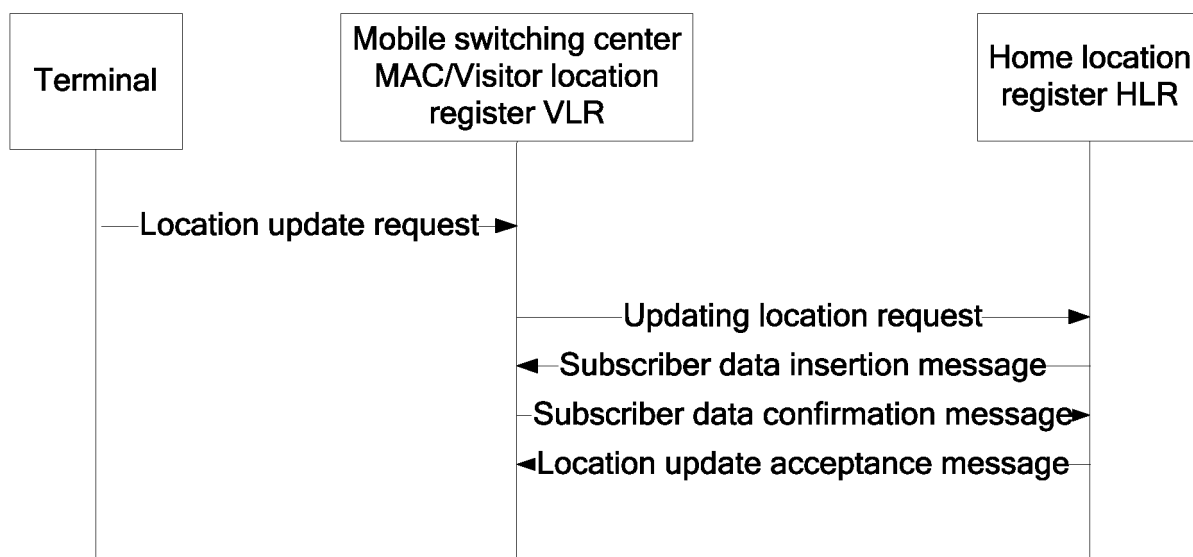 Terminal
Mobile switching center
MAC/Visitor location
register VLR
Home location
register HLR
Location update request
Updating location request
Subscriber data insertion message
Subscriber data confirmation message
Location update acceptance message